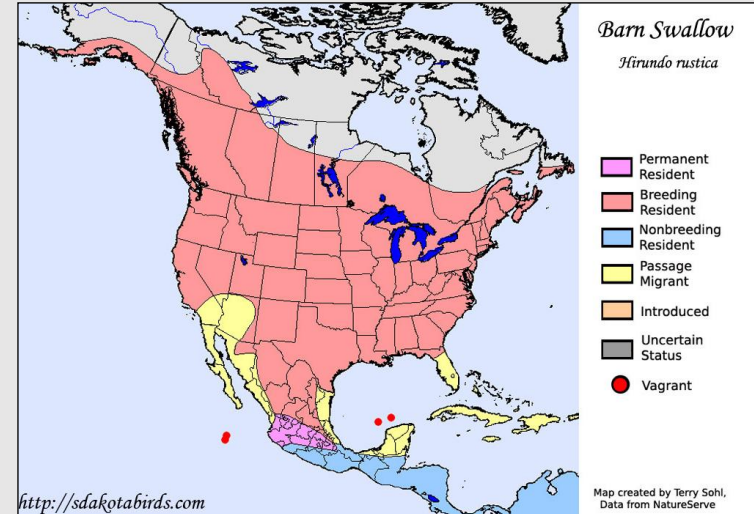 Barn Swallow
Hirundo rustica
Permanent
Resident
Breeding
Resident
Nonbreeding
Resident
Passage
Migrant
Introduced
Uncertain
Status
Vagrant
http://sdakotabirds.com
Map created by Terry Sohl,
Data from NatureServe